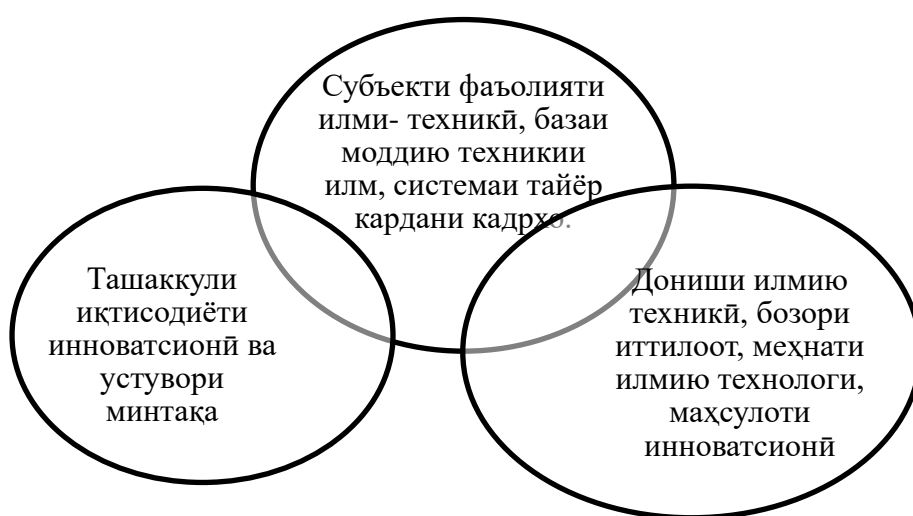 Субъекти фаъолияти
илми- техникӣ, базаи
моддию техникии
илм, системаи тайёр
кардани кадрҳо.
Ташаккули
иқтисодиёти
инноватсионӣ ва
устувори
минтақа
Дониши илмию
техникӣ, бозори
иттилоот, меҳнати
илмию технологи,
маҳсулоти
инноватсионӣ